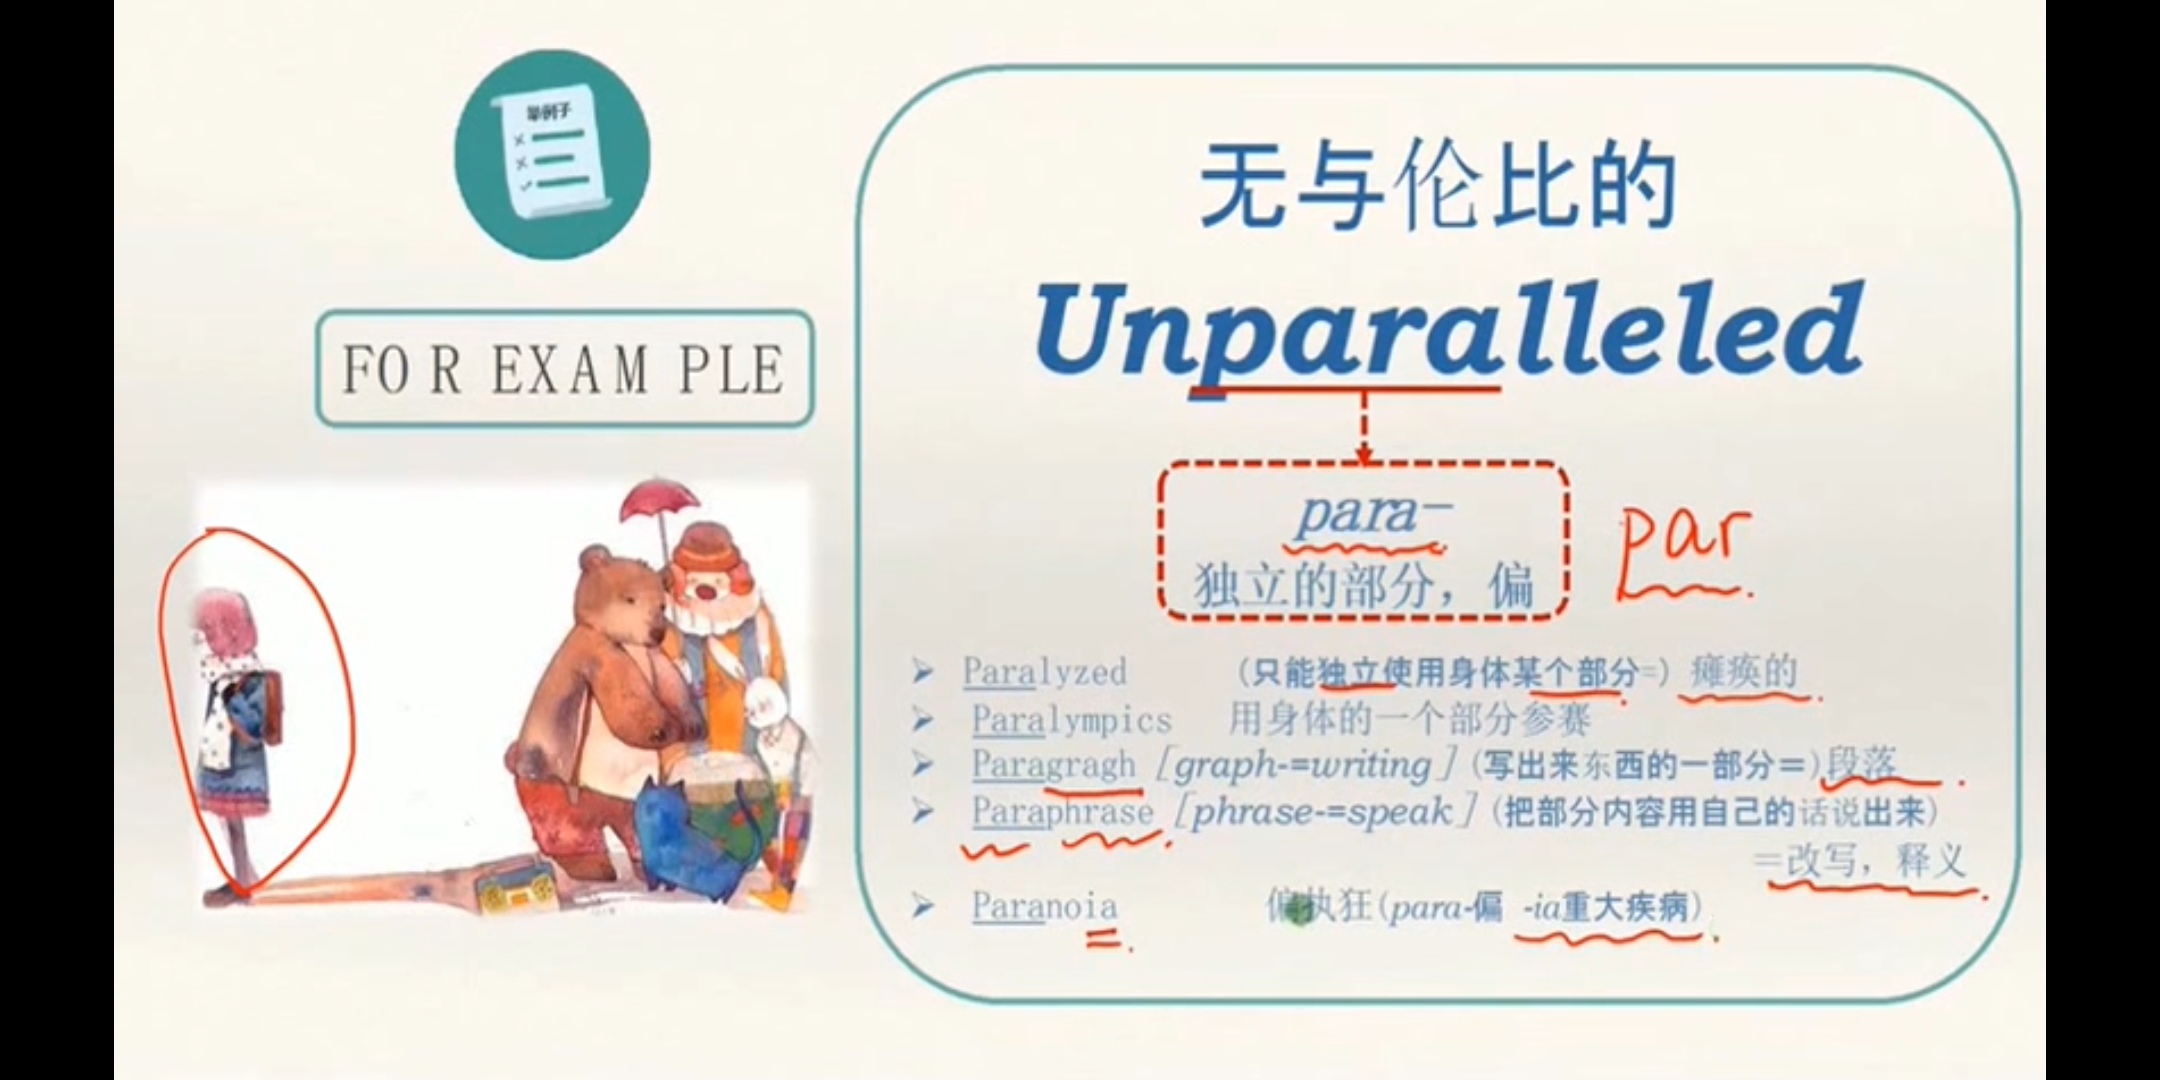 举例子
FOR EXAMPLE
无与伦比的
Unparalleled
para-
独立的部分，偏
par
Paralyzed (只能独立使用身体某个部分=) 瘫痪的
Paralympics 用身体的一个部分参赛
Paragragh [graph-=writing] (写出来东西的一部分=)段落
Paraphrase [phrase-=speak] (把部分内容用自己的话说出来)
=改写，释义
Paranoia 偏执狂(para-偏 -ia重大疾病)